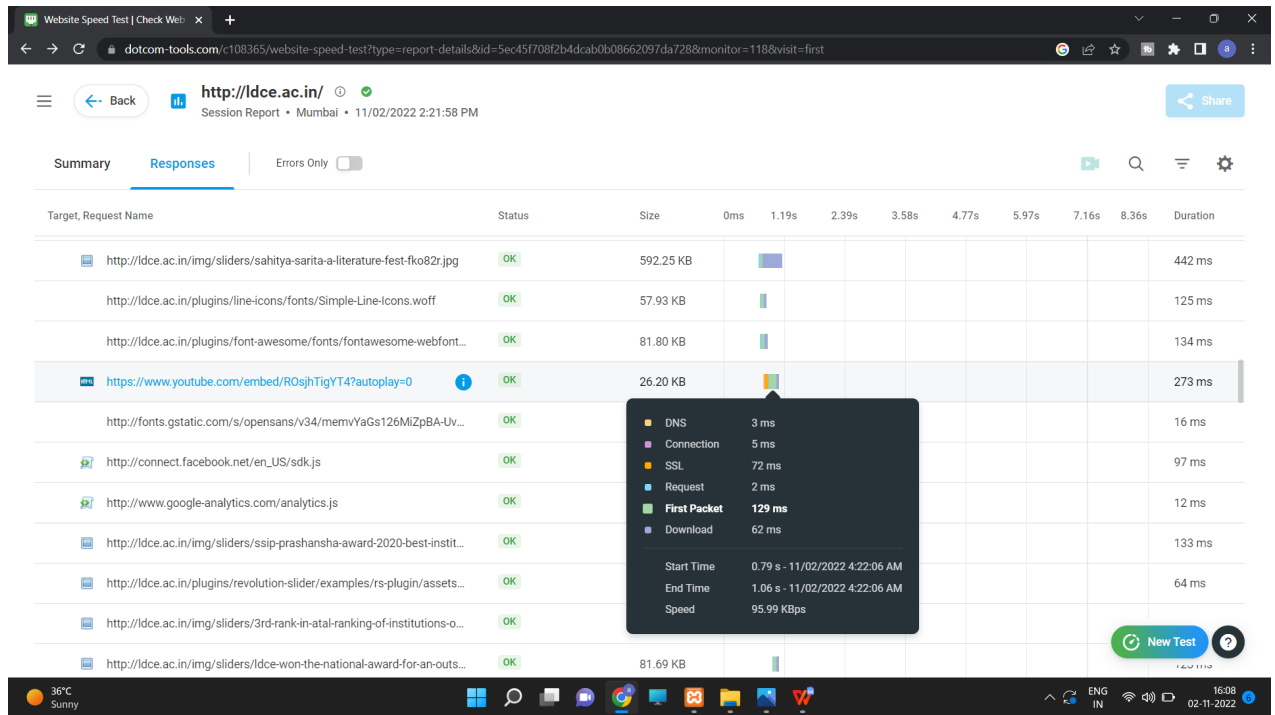 Website Speed Test | Check Web
dotcom-tools.com/c108365/website-speed-test?type=report-details&id=5ec45f708f2b4dcab0b08662097da728&monitor=118&visit=first
Back
http://ldce.ac.in/
Session Report • Mumbai • 11/02/2022 2:21:58 PM
Share
Summary Responses Errors Only
Target, Request Name Status Size 0ms 1.19s 2.39s 3.58s 4.77s 5.97s 7.16s 8.36s Duration
http://ldce.ac.in/img/sliders/sahitya-sarita-a-literature-fest-fko82r.jpg OK 592.25 KB 442 ms
http://ldce.ac.in/plugins/line-icons/fonts/Simple-Line-Icons.woff OK 57.93 KB 125 ms
http://ldce.ac.in/plugins/font-awesome/fonts/fontawesome-webfont... OK 81.80 KB 134 ms
HTML https://www.youtube.com/embed/ROsjhTigYT4?autoplay=0 OK 26.20 KB 273 ms
http://fonts.gstatic.com/s/opensans/v34/memvYaGs126MiZpBA-Uv... OK 16 ms
http://connect.facebook.net/en_US/sdk.js OK 97 ms
http://www.google-analytics.com/analytics.js OK 12 ms
http://ldce.ac.in/img/sliders/ssip-prashansha-award-2020-best-instit... OK 133 ms
http://ldce.ac.in/plugins/revolution-slider/examples/rs-plugin/assets... OK 64 ms
http://ldce.ac.in/img/sliders/3rd-rank-in-atal-ranking-of-institutions-o... OK
http://ldce.ac.in/img/sliders/ldce-won-the-national-award-for-an-outs... OK 81.69 KB
DNS 3 ms
Connection 5 ms
SSL 72 ms
Request 2 ms
First Packet 129 ms
Download 62 ms
Start Time 0.79 s - 11/02/2022 4:22:06 AM
End Time 1.06 s - 11/02/2022 4:22:06 AM
Speed 95.99 KBps
New Test
?
36°C
Sunny
ENG
IN
16:08
02-11-2022
6